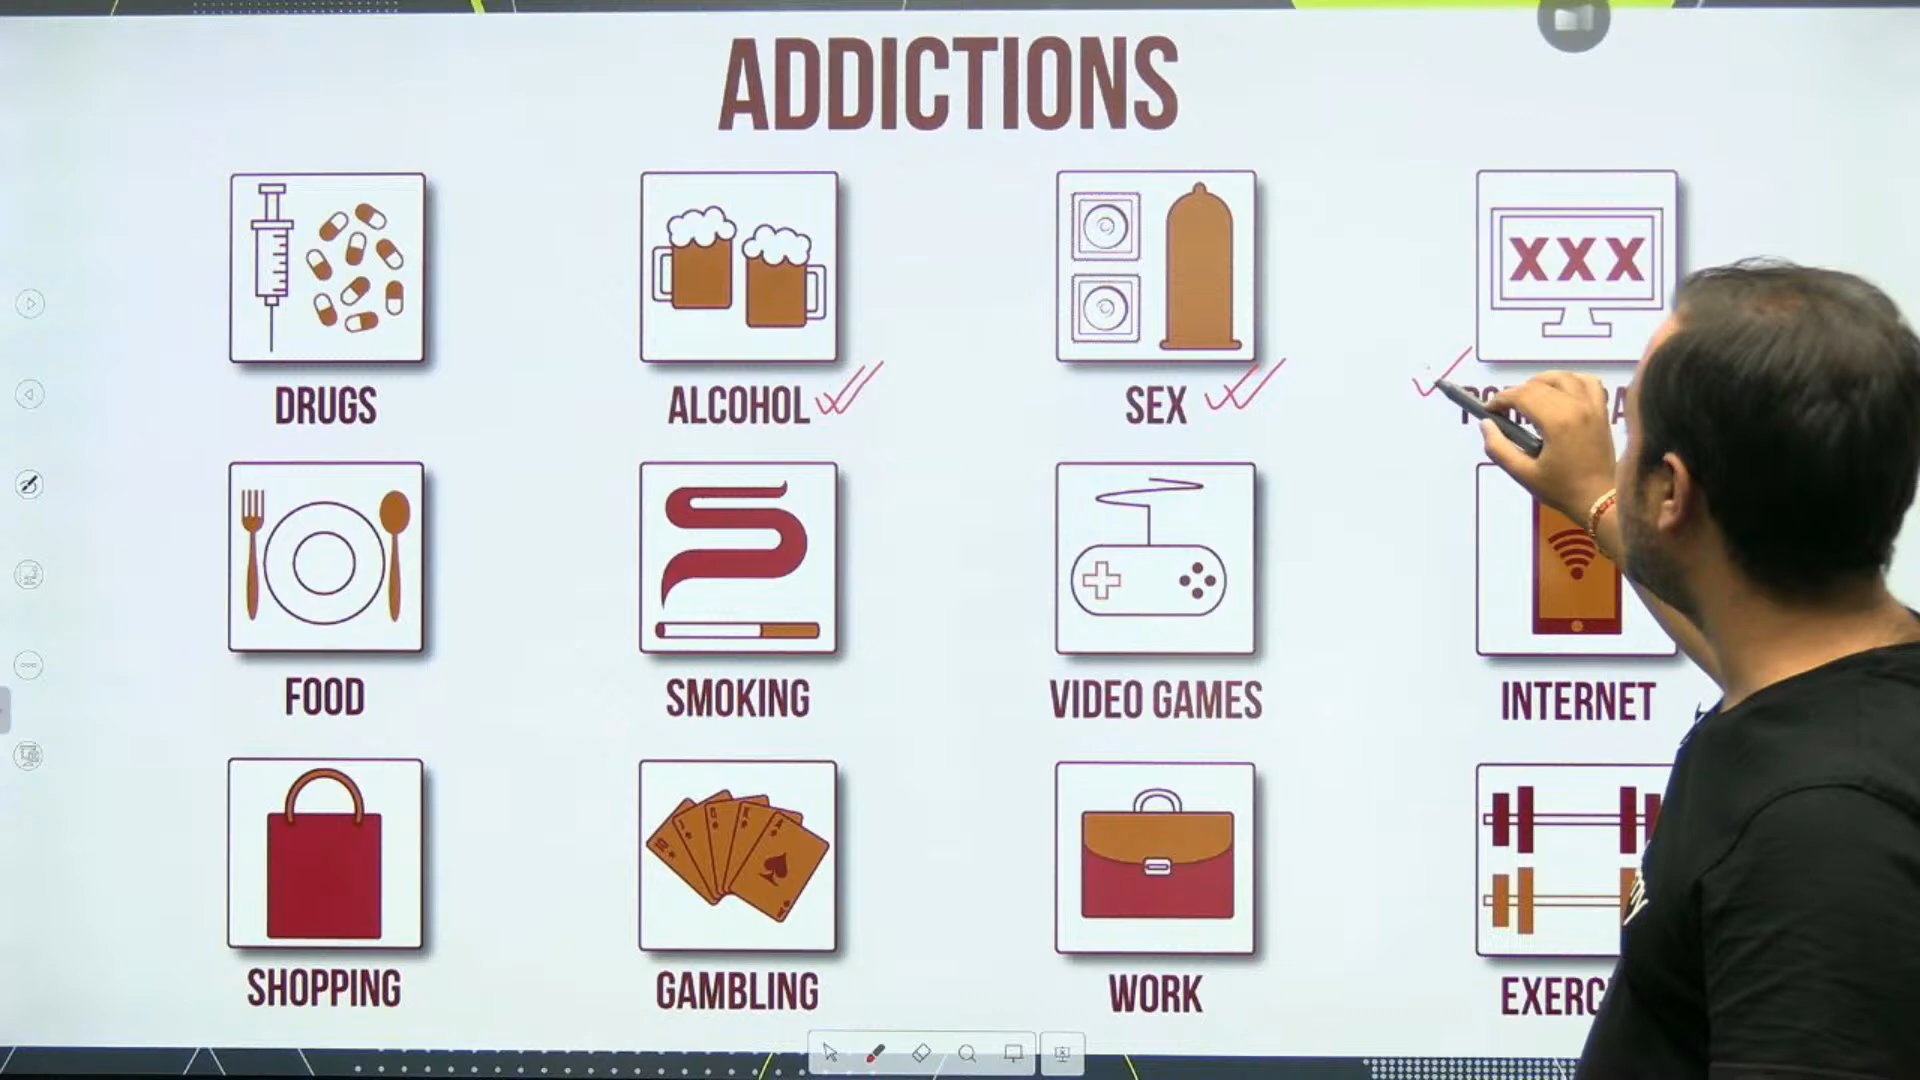 ADDICTIONS
XXX
DRUGS
ALCOHOL
SEX
FOOD
SMOKING
VIDEO GAMES
INTERNET
SHOPPING
GAMBLING
WORK